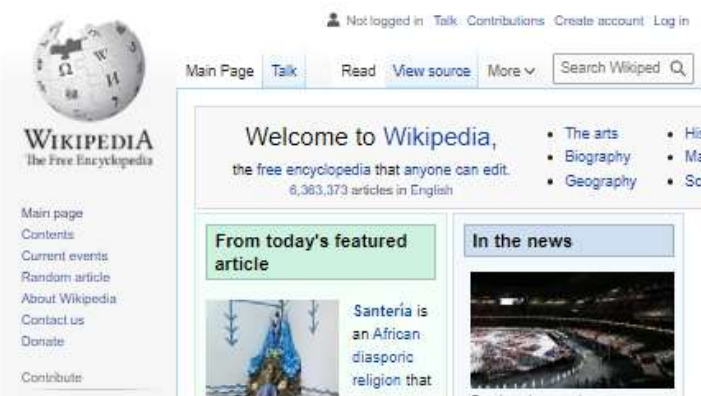 Not logged in Talk Contributions Create account Log in
Main Page Talk Read View source More Search Wikiped
WIKIPEDIA
The Free Encyclopedia
Main page
Contents
Current events
Random article
About Wikipedia
Contact us
Donate
Contribute
Welcome to Wikipedia,
the free encyclopedia that anyone can edit.
6,363,373 articles in English
The arts
Biography
Geography
His
Ma
Sc
From today's featured
article
Santería is
an African
diasporic
religion that
In the news